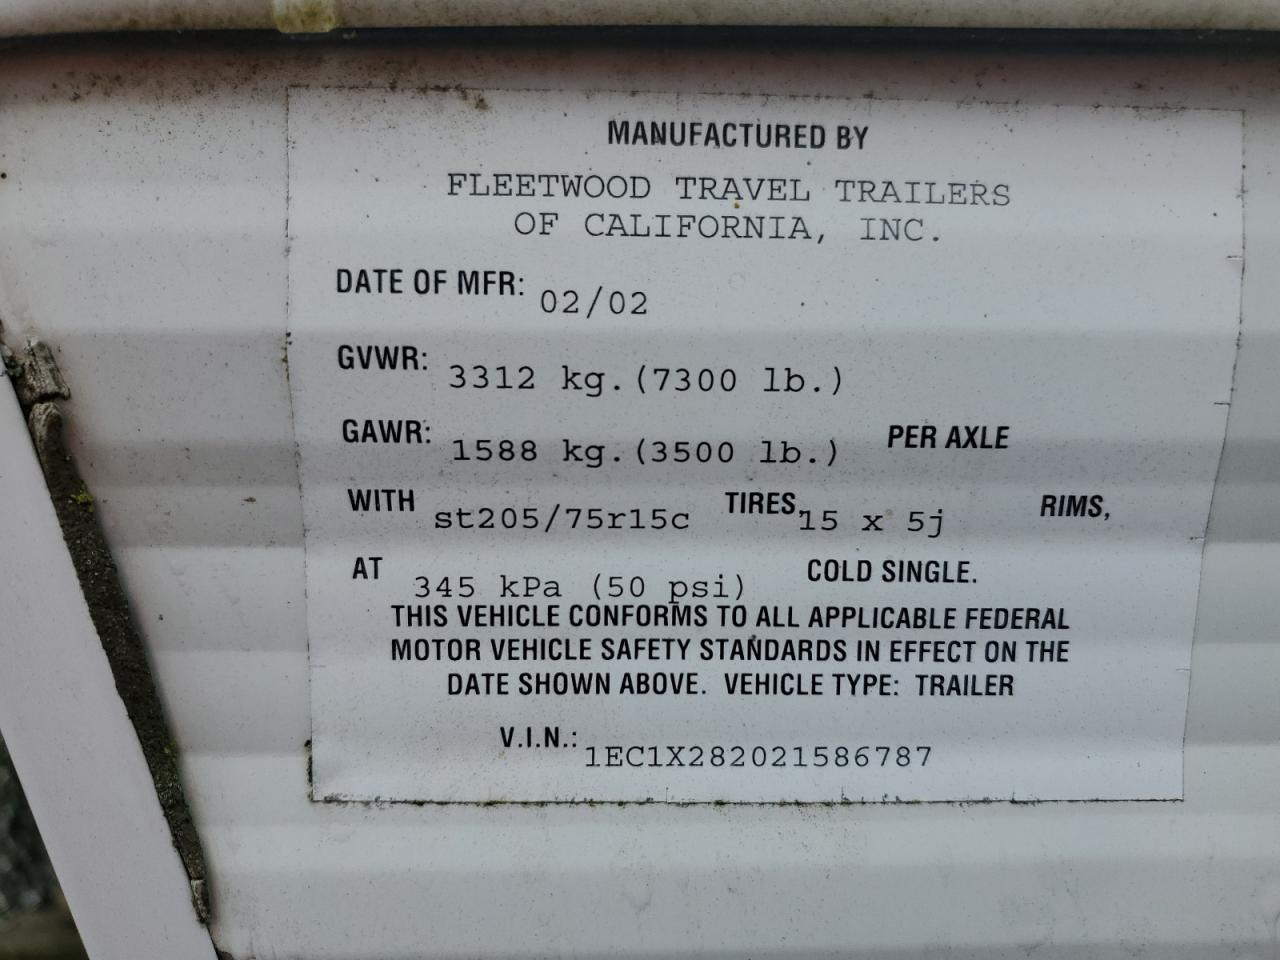 MANUFACTURED BY
FLEETWOOD TRAVEL TRAILERS
OF CALIFORNIA, INC.
DATE OF MFR: 02/02
GVWR: 3312 kg.(7300 lb.)
GAWR: 1588 kg.(3500 lb.) PER AXLE
WITH st205/75r15c TIRES, 15 x 5j RIMS,
AT 345 kPa (50 psi) COLD SINGLE.
THIS VEHICLE CONFORMS TO ALL APPLICABLE FEDERAL
MOTOR VEHICLE SAFETY STANDARDS IN EFFECT ON THE
DATE SHOWN ABOVE. VEHICLE TYPE: TRAILER
V.I.N.: 1EC1X282021586787